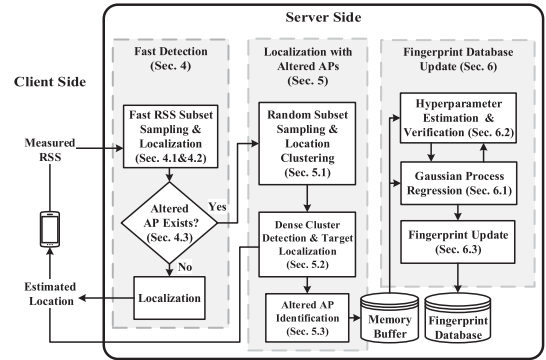 Server Side
Client Side
Measured
RSS
Estimated
Location
Fast Detection
(Sec. 4)
Fast RSS Subset
Sampling &
Localization
(Sec. 4.1&4.2)
Altered
AP Exists?
(Sec. 4.3)
Yes
No
Localization
Localization with
Altered APs
(Sec. 5)
Random Subset
Sampling &
Location
Clustering
(Sec. 5.1)
Dense Cluster
Detection & Target
Localization
(Sec. 5.2)
Altered AP
Identification
(Sec. 5.3)
Fingerprint Database
Update (Sec. 6)
Hyperparameter
Estimation &
Verification (Sec. 6.2)
Gaussian Process
Regression (Sec. 6.1)
Fingerprint Update
(Sec. 6.3)
Memory
Buffer
Fingerprint
Database